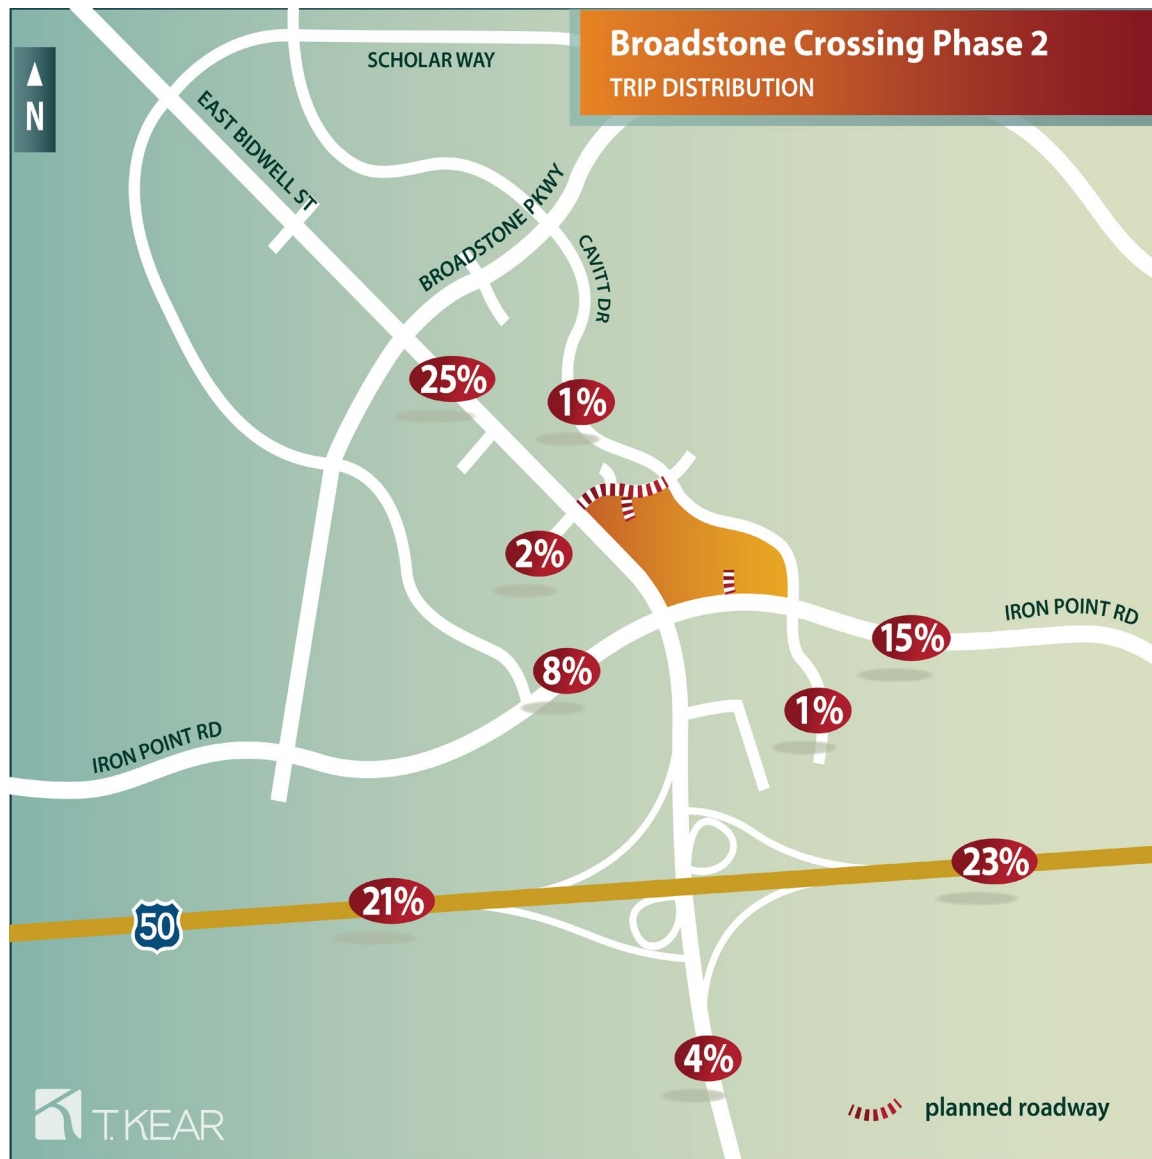 Broadstone Crossing Phase 2
TRIP DISTRIBUTION
N
SCHOLAR WAY
EAST BIDWELL ST
BROADSTONE PKWY
CAVITT DR
25%
1%
2%
IRON POINT RD
15%
8%
1%
IRON POINT RD
23%
21%
50
4%
planned roadway
T.KEAR